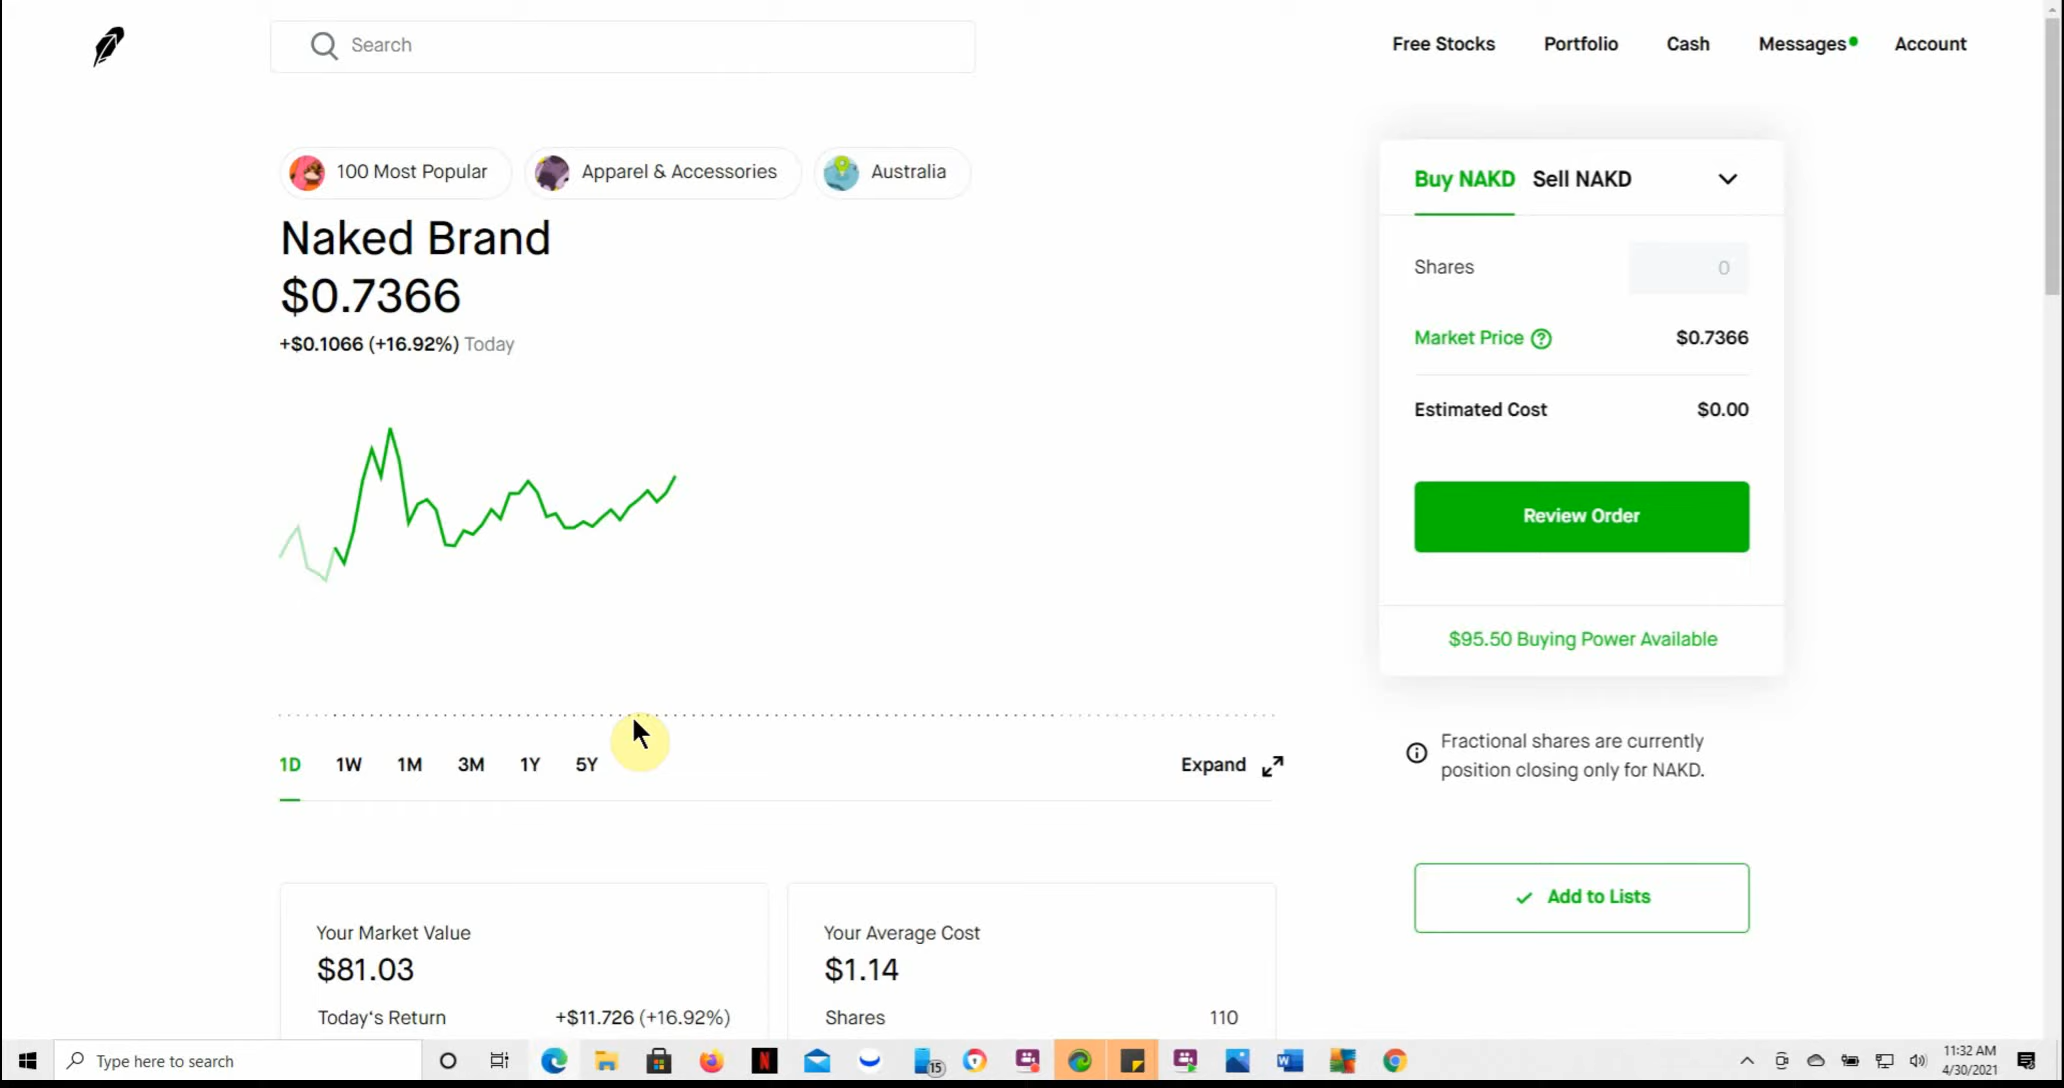 Search
Free Stocks
Portfolio
Cash
Messages
Account
100 Most Popular
Apparel & Accessories
Australia
Naked Brand
$0.7366
+$0.1066 (+16.92%) Today
1D
1W
1M
3M
1Y
5Y
Expand
Your Market Value
$81.03
Today's Return
+$11.726 (+16.92%)
Your Average Cost
$1.14
Shares
110
Buy NAKD
Sell NAKD
Shares
0
Market Price ?
$0.7366
Estimated Cost
$0.00
Review Order
$95.50 Buying Power Available
Fractional shares are currently
position closing only for NAKD.
Add to Lists
Type here to search
15
11:32 AM
4/30/2021